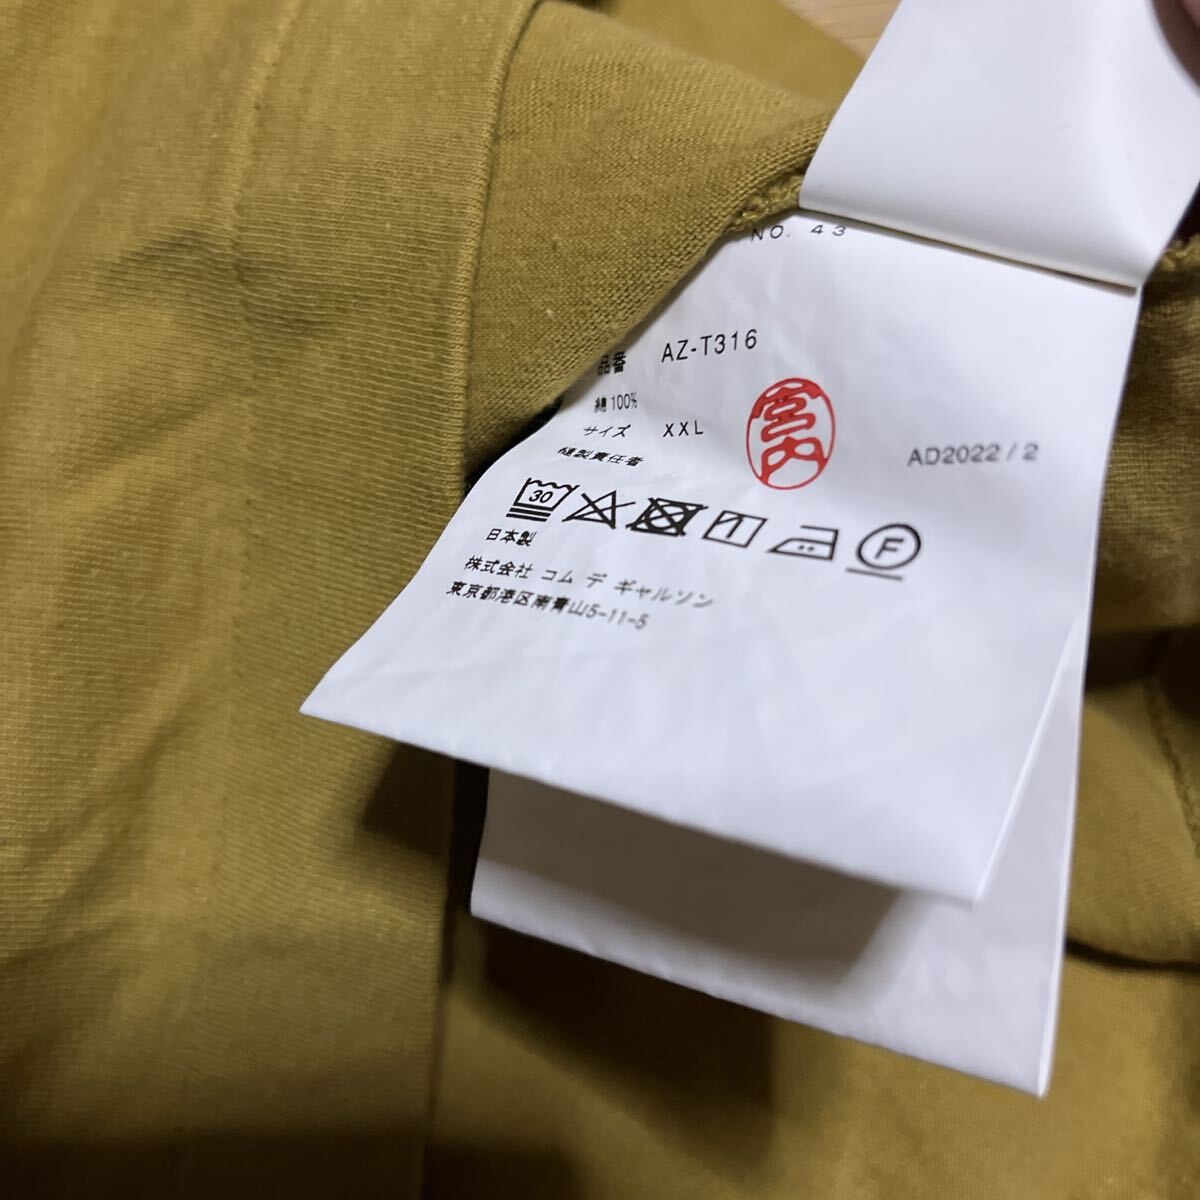 NO. 43
品番 AZ-T316
綿 100%
サイズ XXL
縫製責任者 宮内
AD2022 / 2
30
F
日本製
株式会社 コム デ ギャルソン
東京都港区南青山5-11-5